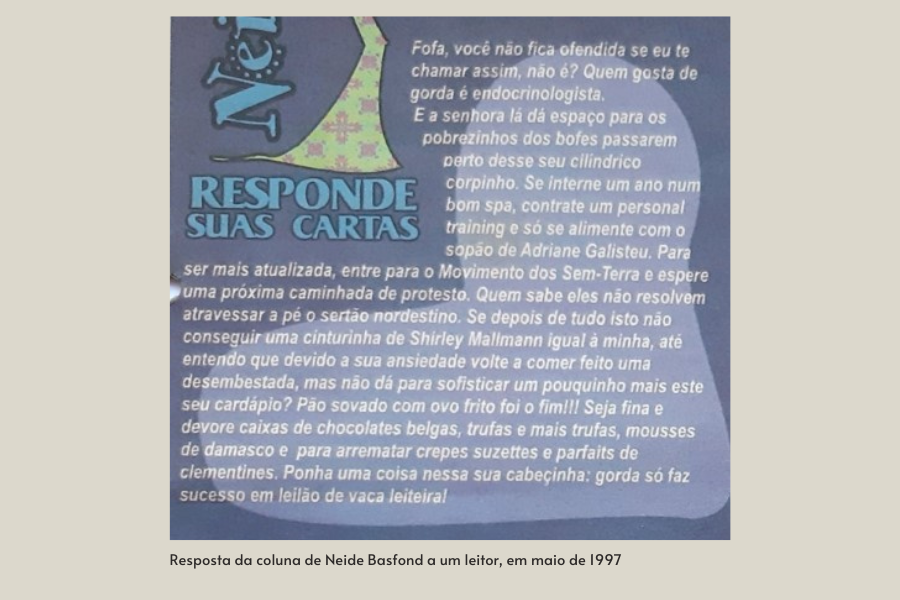 Nei
RESPONDE
SUAS CARTAS
Fofa, você não fica ofendida se eu te
chamar assim, não é? Quem gosta de
gorda é endocrinologista.
E a senhora lá dá espaço para os
pobrezinhos dos bofes passarem
perto desse seu cilíndrico
corpinho. Se interne um ano num
bom spa, contrate um personal
training e só se alimente com o
sopão de Adriane Galisteu. Para
ser mais atualizada, entre para o Movimento dos Sem-Terra e espere
uma próxima caminhada de protesto. Quem sabe eles não resolvem
atravessar a pé o sertão nordestino. Se depois de tudo isto não
conseguir uma cinturinha de Shirley Mallmann igual à minha, até
entendo que devido a sua ansiedade volte a comer feito uma
desembestada, mas não dá para sofisticar um pouquinho mais este
seu cardápio? Pão sovado com ovo frito foi o fim!!! Seja fina e
devore caixas de chocolates belgas, trufas e mais trufas, mousses
de damasco e para arrematar crepes suzettes e parfaits de
clementines. Ponha uma coisa nessa sua cabeçinha: gorda só faz
sucesso em leilão de vaca leiteira!
Resposta da coluna de Neide Basfond a um leitor, em maio de 1997